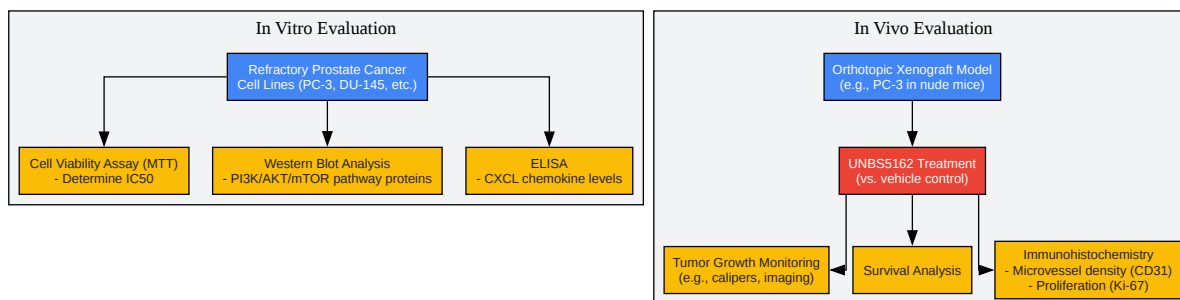 In Vitro Evaluation
Refractory Prostate Cancer
Cell Lines (PC-3, DU-145, etc.)
Cell Viability Assay (MTT)
- Determine IC50
Western Blot Analysis
- PI3K/AKT/mTOR pathway proteins
ELISA
- CXCL chemokine levels
In Vivo Evaluation
Orthotopic Xenograft Model
(e.g., PC-3 in nude mice)
UNBS5162 Treatment
(vs. vehicle control)
Tumor Growth Monitoring
(e.g., calipers, imaging)
Survival Analysis
Immunohistochemistry
- Microvessel density (CD31)
- Proliferation (Ki-67)